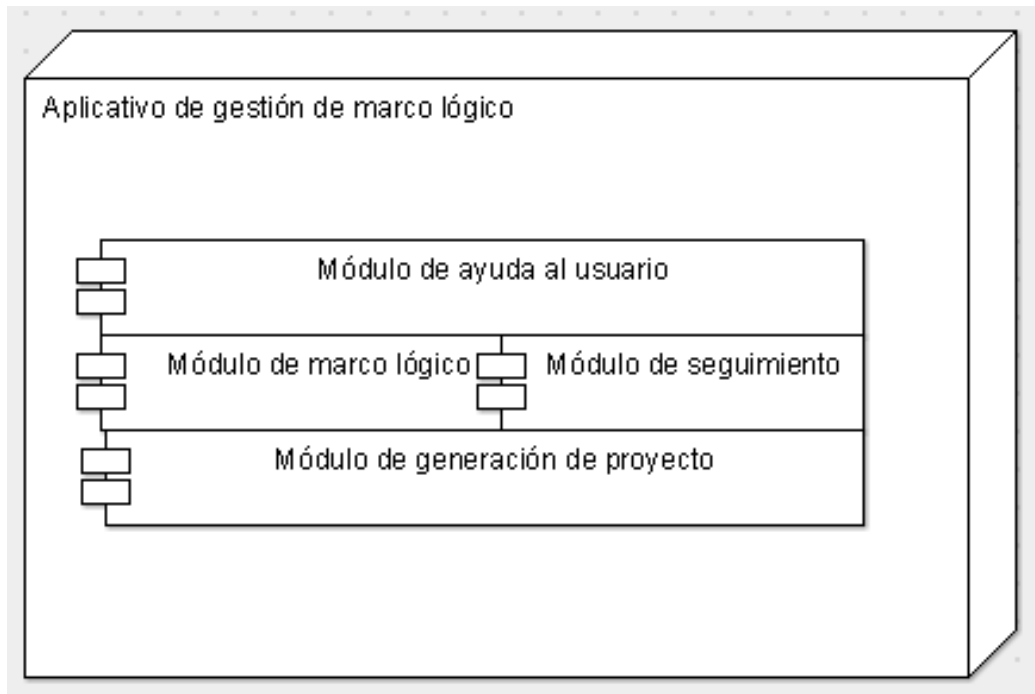 Aplicativo de gestión de marco lógico
Módulo de ayuda al usuario
Módulo de marco lógico
Módulo de seguimiento
Módulo de generación de proyecto